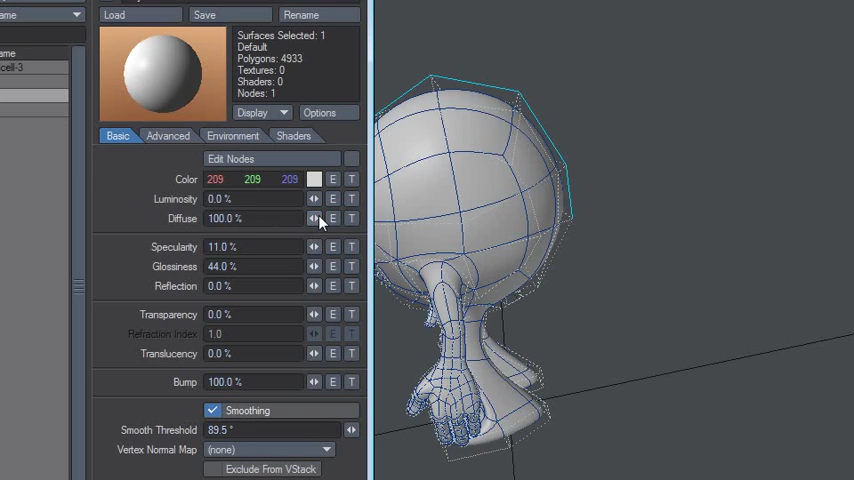 Load Save Rename
ame
Surfaces Selected: 1
Default
Polygons: 4933
Textures: 0
Shaders: 0
Nodes: 1
ame
cell-3
Display Options
Basic Advanced Environment Shaders
Edit Nodes
Color 209 209 209 E T
Luminosity 0.0 % E T
Diffuse 100.0 % E T
Specularity 11.0 % E T
Glossiness 44.0 % E T
Reflection 0.0 % E T
Transparency 0.0 % E T
Refraction Index 1.0 E T
Translucency 0.0 % E T
Bump 100.0 % E T
Smoothing
Smooth Threshold 89.5 °
Vertex Normal Map (none)
Exclude From VStack